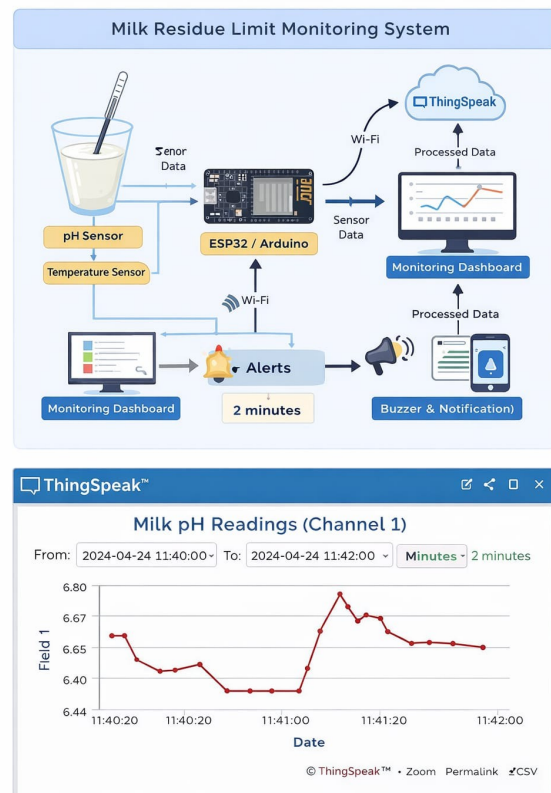 Milk Residue Limit Monitoring System
ThingSpeak
Wi-Fi
Processed Data
Senor
Data
pH Sensor
Temperature Sensor
ESP32 / Arduino
Sensor
Data
Monitoring Dashboard
Wi-Fi
Processed Data
Alerts
2 minutes
Monitoring Dashboard
Buzzer & Notification)
ThingSpeak™
Milk pH Readings (Channel 1)
From: 2024-04-24 11:40:00 To: 2024-04-24 11:42:00 Minutes 2 minutes
6.80
6.67
6.65
6.40
6.44
Field 1
11:40:20 11:40:20 11:41:00 11:41:20 11:42:00
Date
© ThingSpeak™ • Zoom Permalink CSV